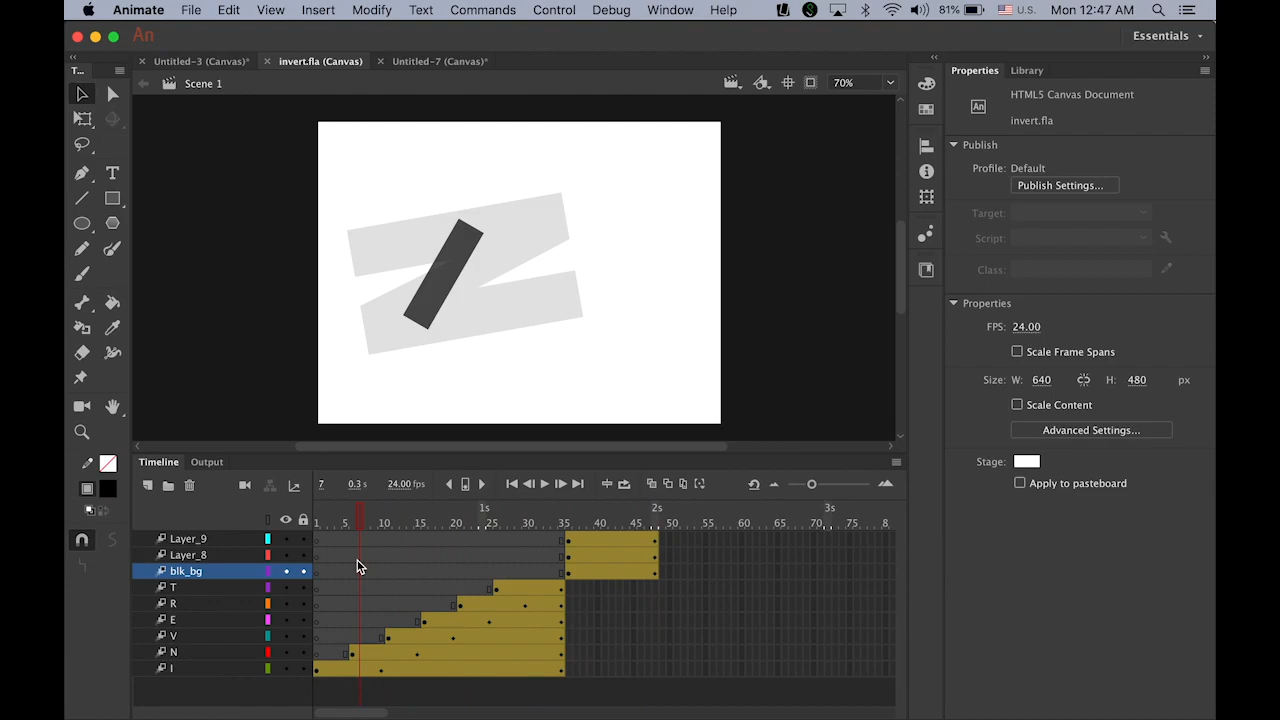 Animate File Edit View Insert Modify Text Commands Control Debug Window Help 81% U.S. Mon 12:47 AM
An Essentials
Untitled-3 (Canvas)* invert.fla (Canvas) Untitled-7 (Canvas)*
T... Properties Library
Scene 1 70%
An HTML5 Canvas Document
invert.fla
Publish
Profile: Default
Publish Settings...
Target:
Script:
Class:
Properties
FPS: 24.00
Scale Frame Spans
Size: W: 640 H: 480 px
Scale Content
Advanced Settings...
Stage:
Apply to pasteboard
Timeline Output
7 0.3 s 24.00 fps
1s 2s 3s
1 5 10 15 20 25 30 35 40 45 50 55 60 65 70 75 8
Layer_9
Layer_8
blk_bg
T
R
E
V
N
I